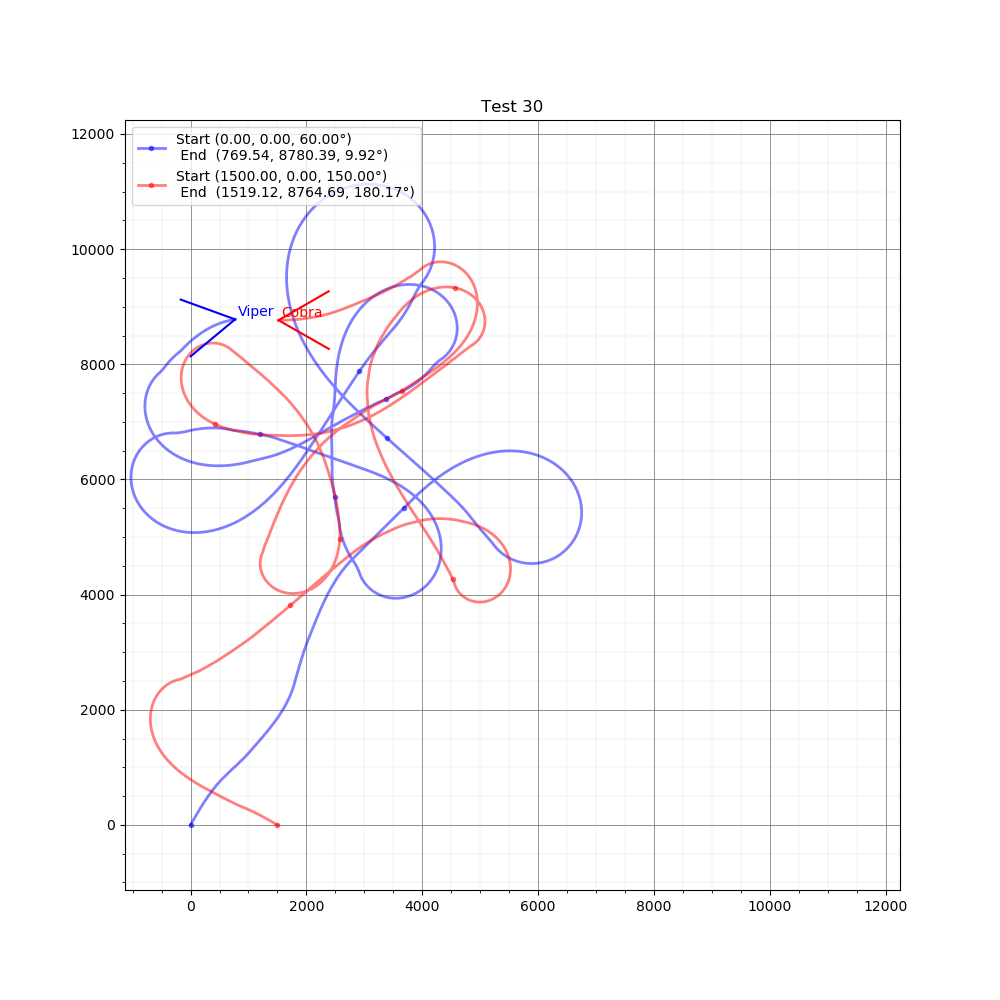 Test 30
Start (0.00, 0.00, 60.00°)
End (769.54, 8780.39, 9.92°)
Start (1500.00, 0.00, 150.00°)
End (1519.12, 8764.69, 180.17°)
12000
10000
8000
6000
4000
2000
0
Viper
Cobra
0 2000 4000 6000 8000 10000 12000